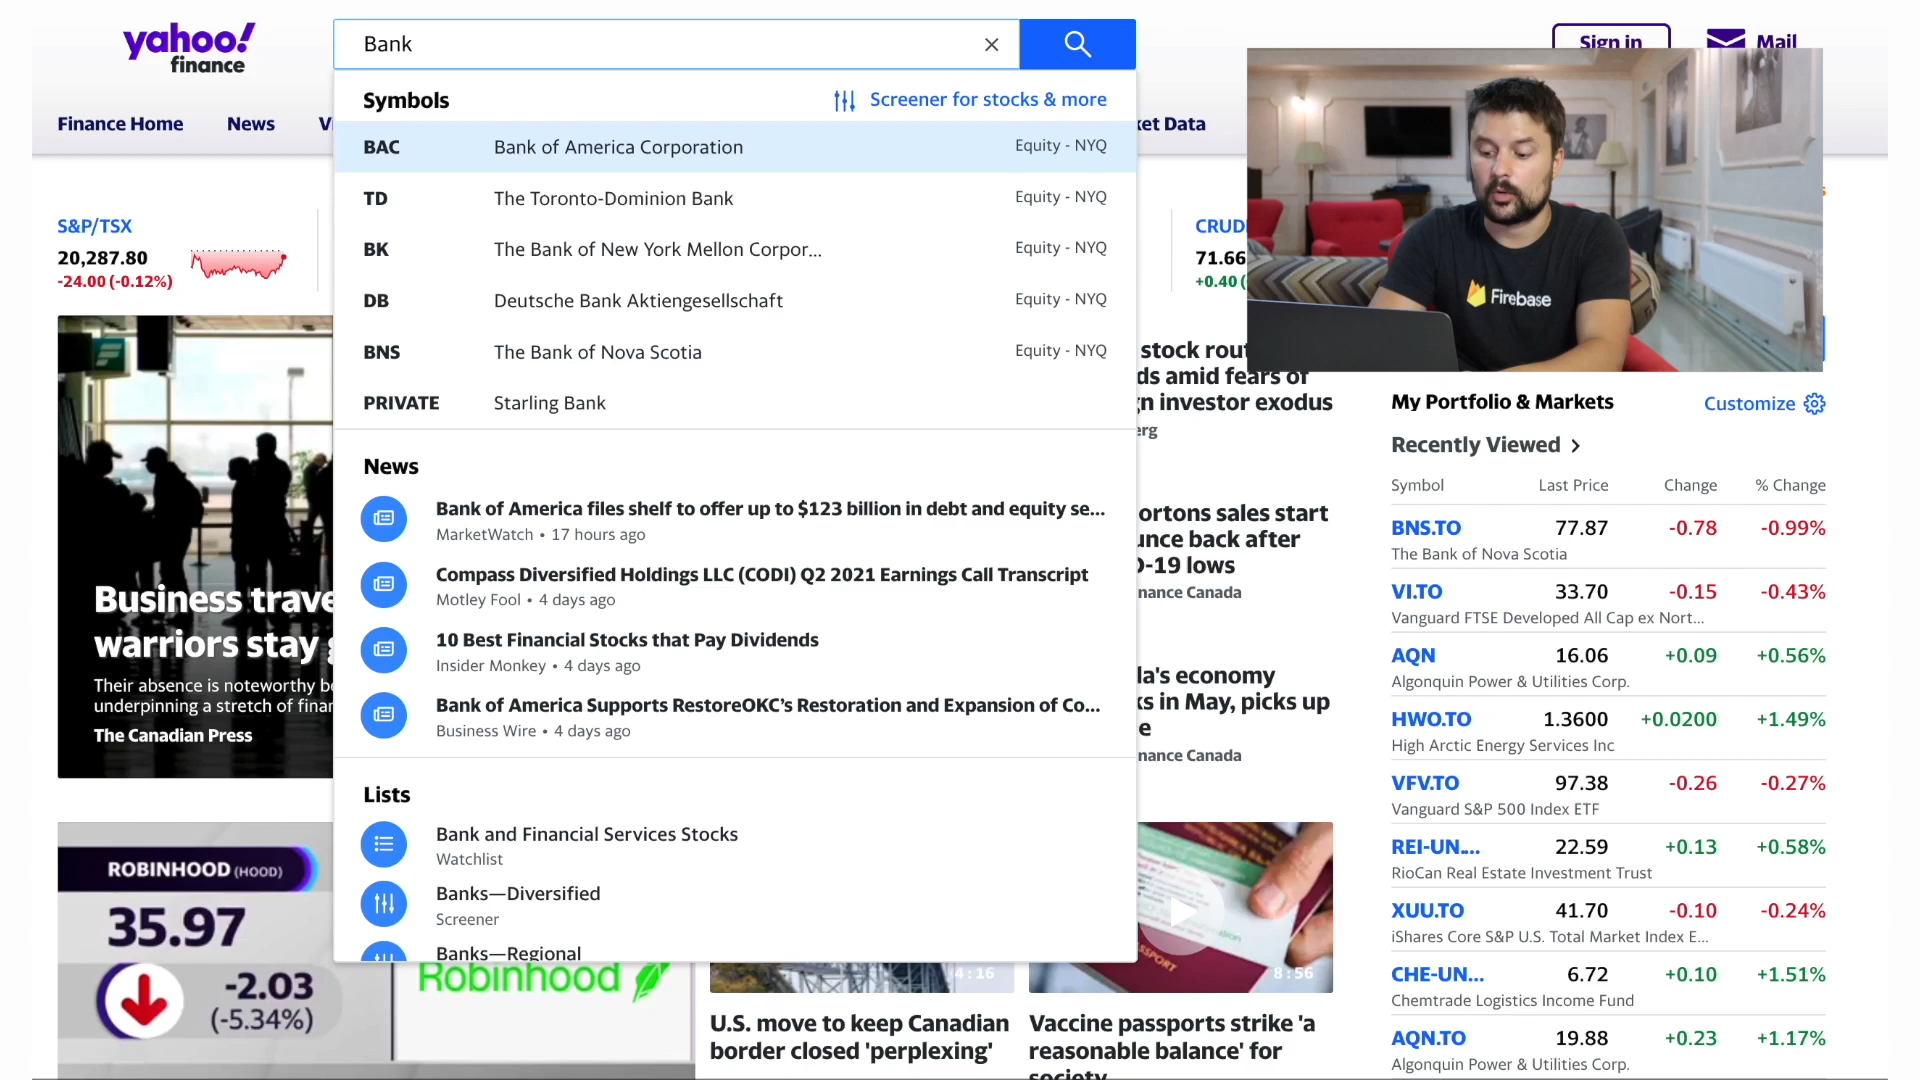 yahoo!
finance
Bank
Sign in
Mail
Finance Home
News
ket Data
Symbols
Screener for stocks & more
BAC Bank of America Corporation Equity - NYQ
TD The Toronto-Dominion Bank Equity - NYQ
BK The Bank of New York Mellon Corpor... Equity - NYQ
DB Deutsche Bank Aktiengesellschaft Equity - NYQ
BNS The Bank of Nova Scotia Equity - NYQ
PRIVATE Starling Bank
News
Bank of America files shelf to offer up to $123 billion in debt and equity se...
MarketWatch • 17 hours ago
Compass Diversified Holdings LLC (CODI) Q2 2021 Earnings Call Transcript
Motley Fool • 4 days ago
10 Best Financial Stocks that Pay Dividends
Insider Monkey • 4 days ago
Bank of America Supports RestoreOKC's Restoration and Expansion of Co...
Business Wire • 4 days ago
Lists
Bank and Financial Services Stocks
Watchlist
Banks—Diversified
Screener
Banks—Regional
S&P/TSX
20,287.80
-24.00 (-0.12%)
CRUD
71.66
+0.40 (
Firebase
Business trave
warriors stay
Their absence is noteworthy be
underpinning a stretch of finan
The Canadian Press
stock rout
ds amid fears of
n investor exodus
erg
ortons sales start
unce back after
D-19 lows
nance Canada
la's economy
ks in May, picks up
e
nance Canada
ROBINHOOD (HOOD)
35.97
-2.03
(-5.34%)
Robinhood
4:16
U.S. move to keep Canadian
border closed 'perplexing'
PASSPORT
8:56
Vaccine passports strike 'a
reasonable balance' for
society
My Portfolio & Markets
Customize
Recently Viewed
Symbol Last Price Change % Change
BNS.TO 77.87 -0.78 -0.99%
The Bank of Nova Scotia
VI.TO 33.70 -0.15 -0.43%
Vanguard FTSE Developed All Cap ex Nort...
AQN 16.06 +0.09 +0.56%
Algonquin Power & Utilities Corp.
HWO.TO 1.3600 +0.0200 +1.49%
High Arctic Energy Services Inc
VFV.TO 97.38 -0.26 -0.27%
Vanguard S&P 500 Index ETF
REI-UN.... 22.59 +0.13 +0.58%
RioCan Real Estate Investment Trust
XUU.TO 41.70 -0.10 -0.24%
iShares Core S&P U.S. Total Market Index E...
CHE-UN... 6.72 +0.10 +1.51%
Chemtrade Logistics Income Fund
AQN.TO 19.88 +0.23 +1.17%
Algonquin Power & Utilities Corp.